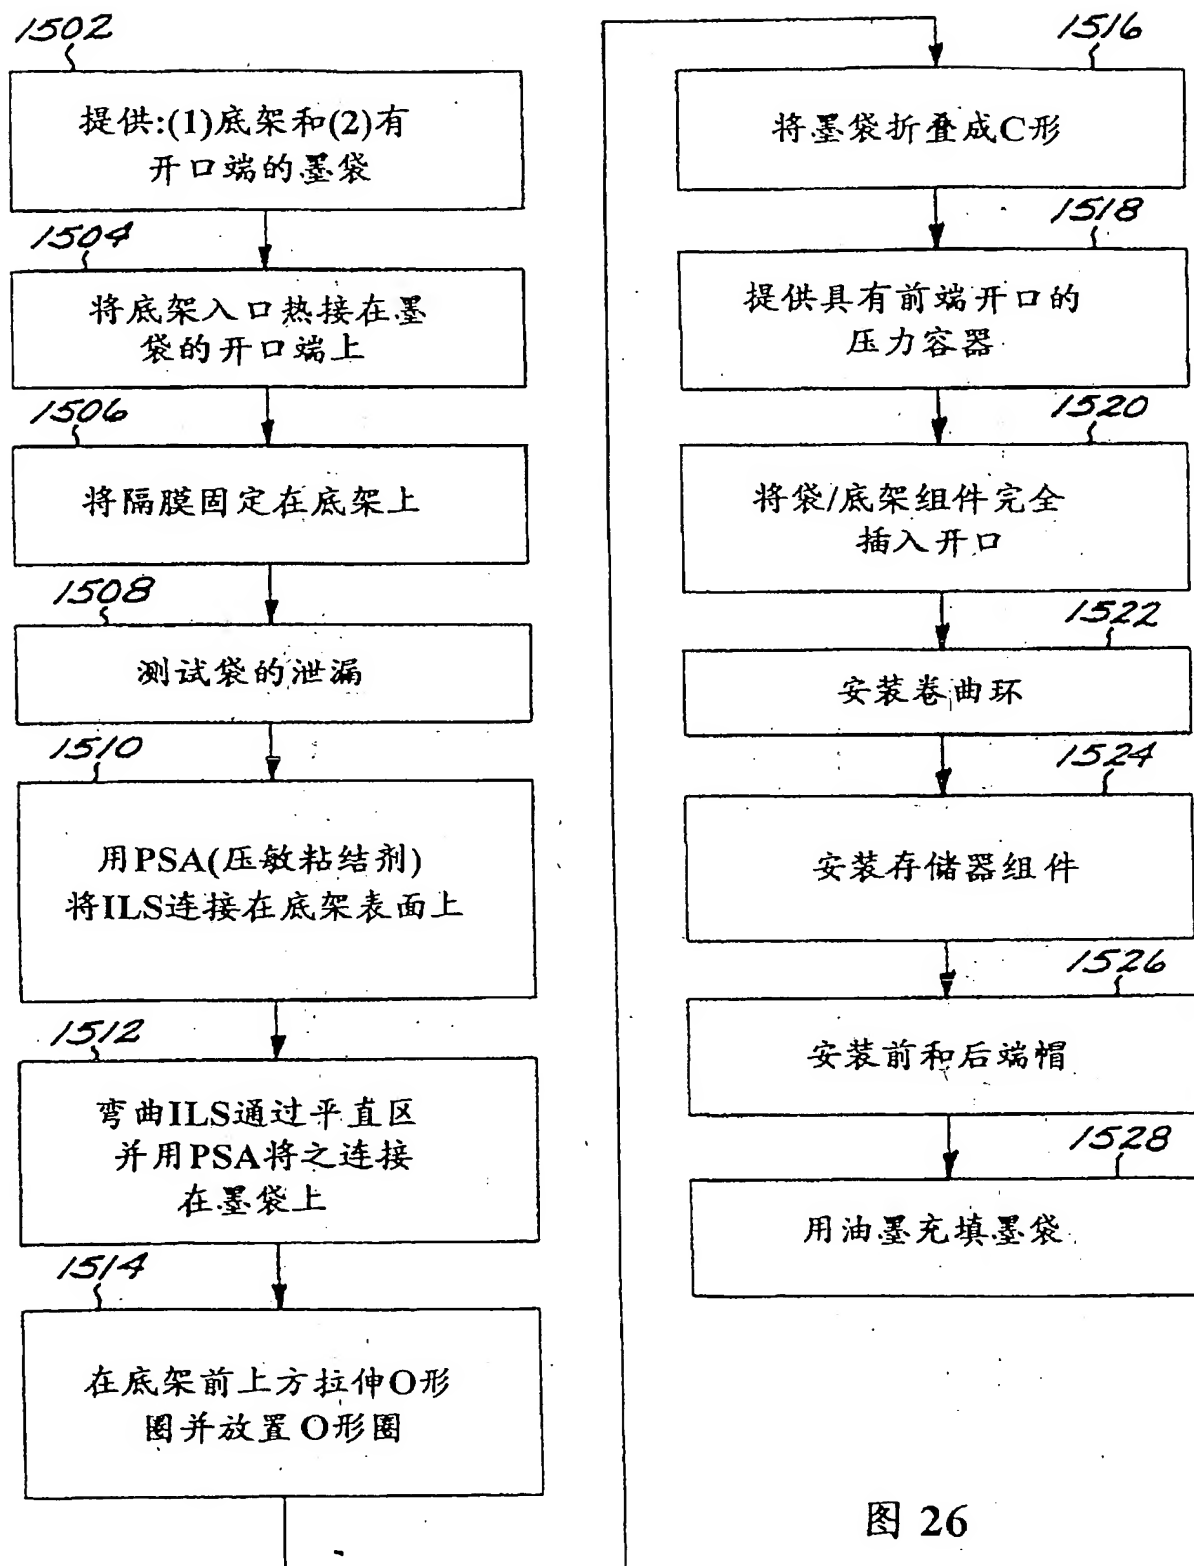 1502
提供:(1)底架和(2)有
开口端的墨袋
1504
将底架入口热接在墨
袋的开口端上
1506
将隔膜固定在底架上
1508
测试袋的泄漏
1510
用PSA(压敏粘结剂)
将ILS连接在底架表面上
1512
弯曲ILS通过平直区
并用PSA将之连接
在墨袋上
1514
在底架前上方拉伸O形
圈并放置O形圈
1516
将墨袋折叠成C形
1518
提供具有前端开口的
压力容器
1520
将袋/底架组件完全
插入开口
1522
安装卷曲环
1524
安装存储器组件
1526
安装前和后端帽
1528
用油墨充填墨袋
图 26